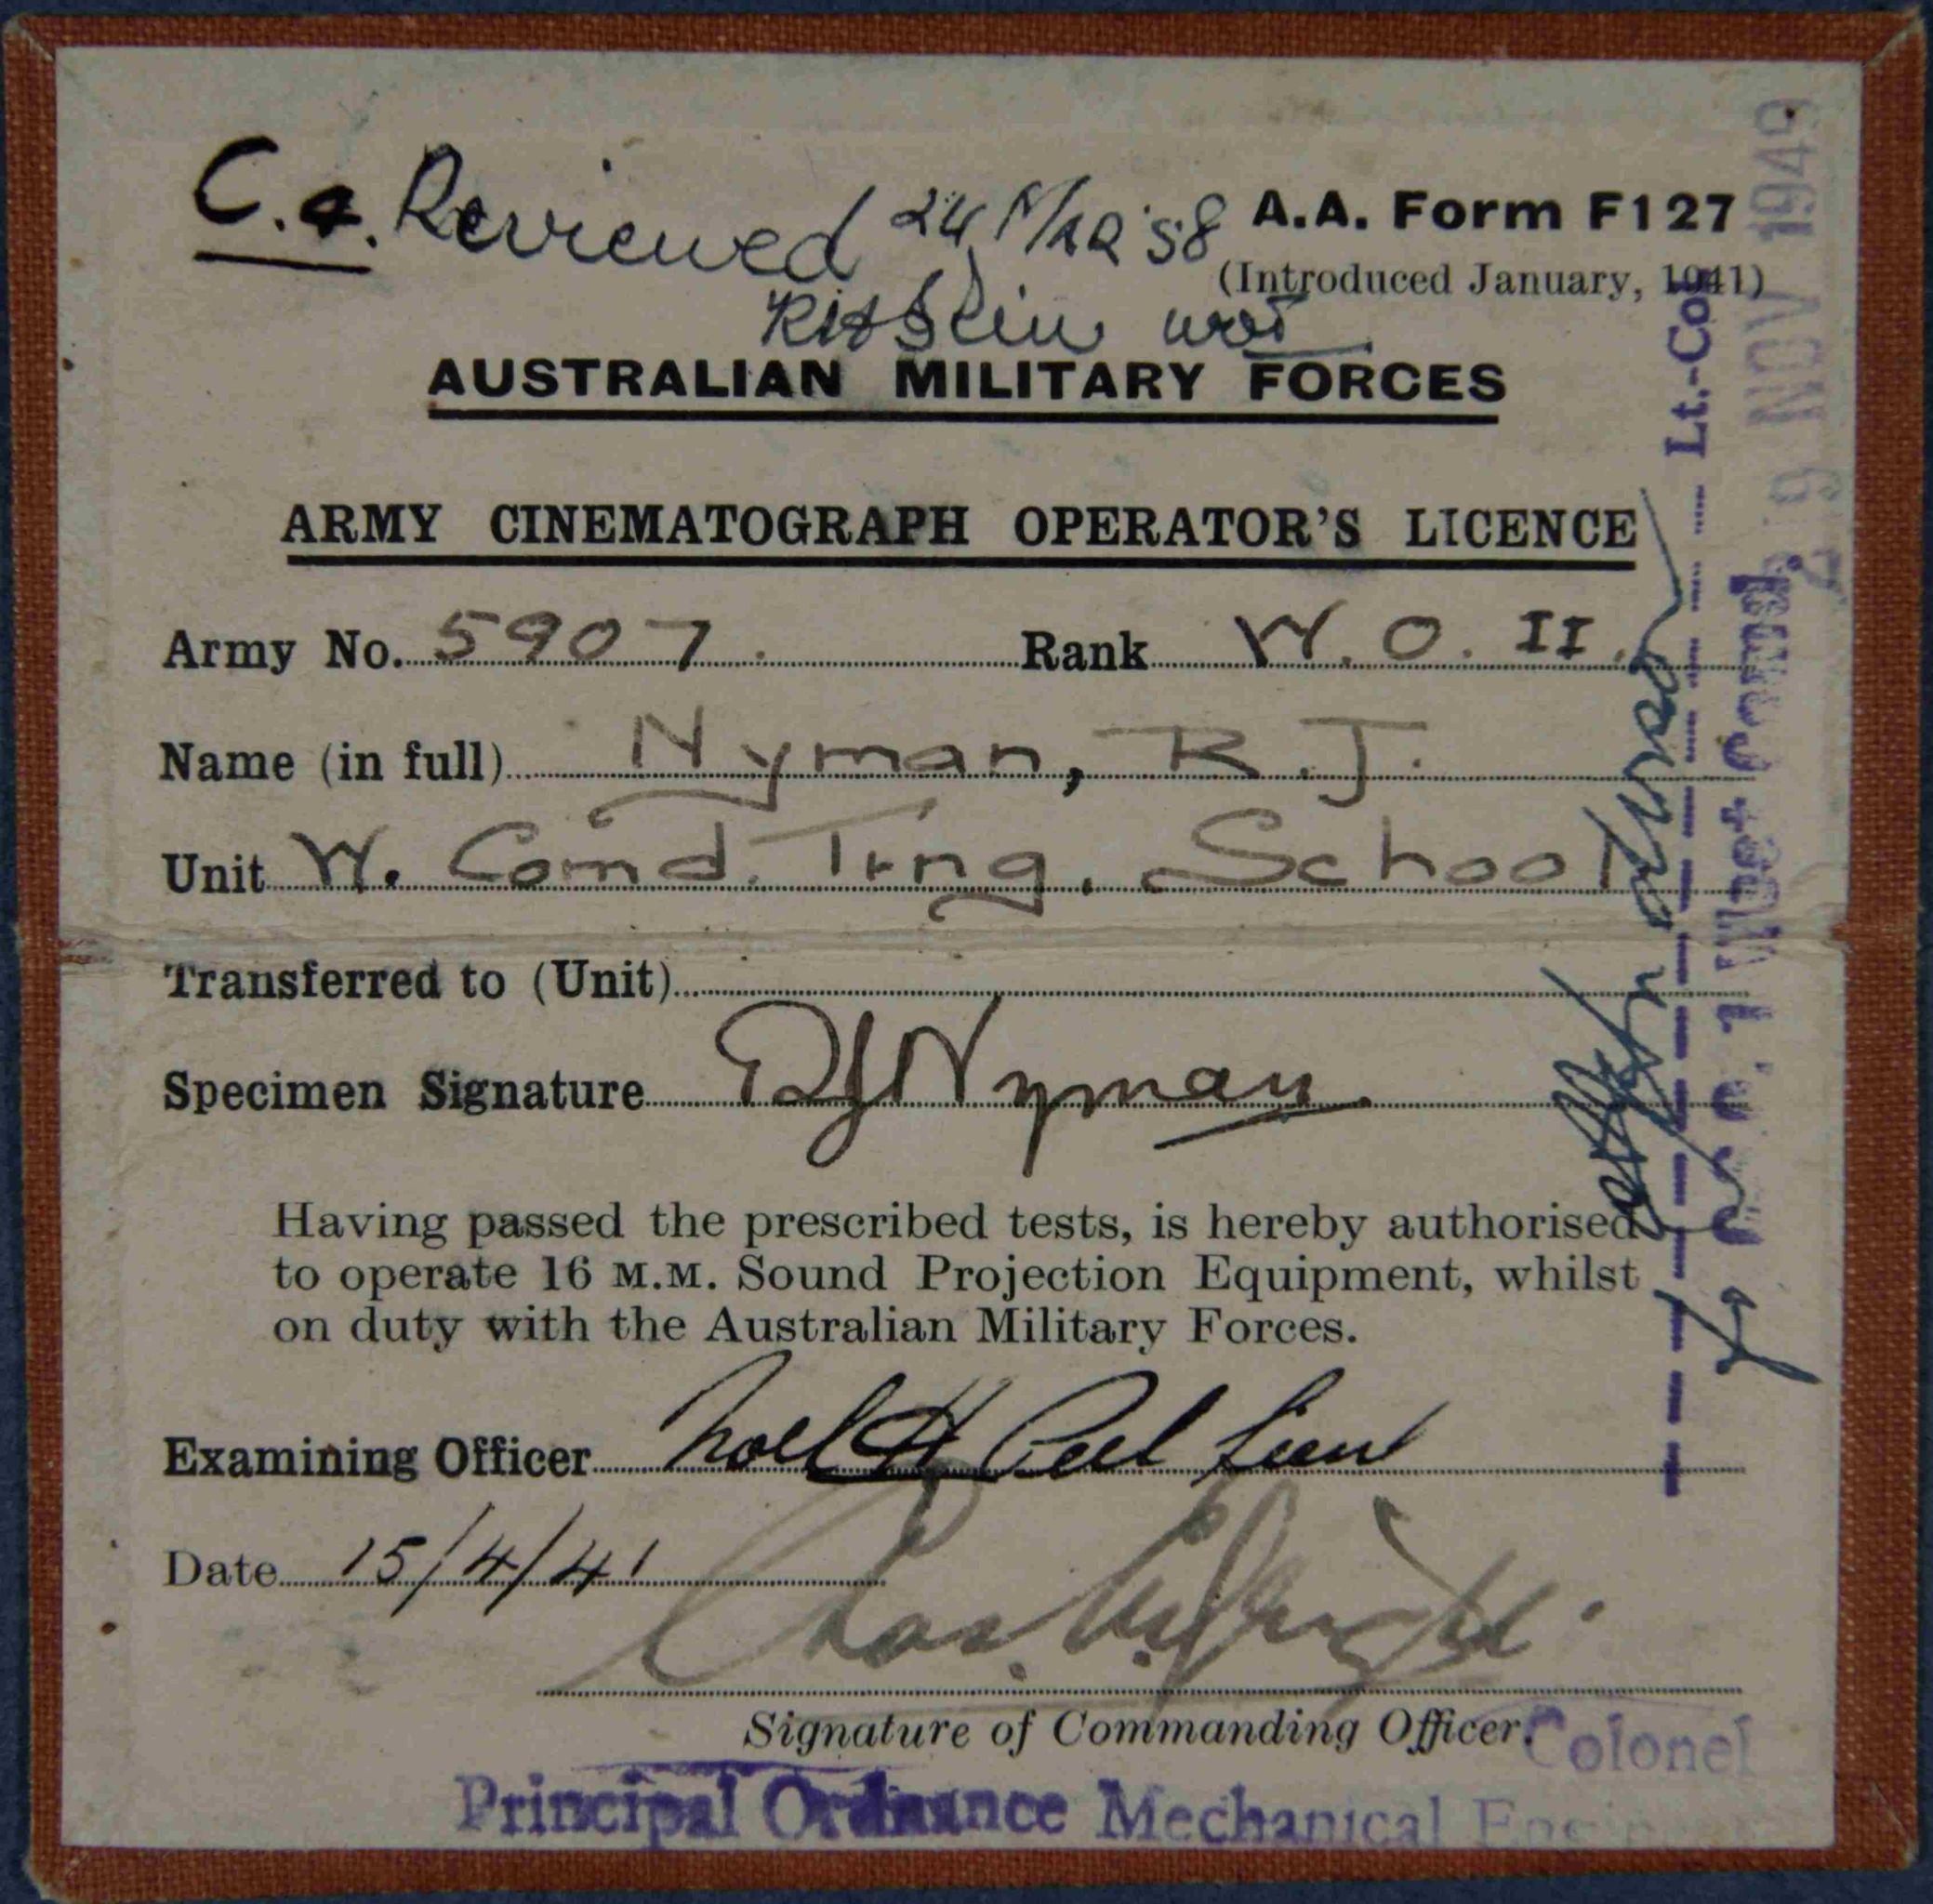 C.a. Reviewed 24 MAR '58
A.A. Form F127
(Introduced January, 1941)
AUSTRALIAN MILITARY FORCES
ARMY CINEMATOGRAPH OPERATOR'S LICENCE
Army No. 5907. Rank W.O. II.
Name (in full) Nyman, R.J.
Unit W. Comd. Trng. School
Transferred to (Unit)
Specimen Signature RJNyman
Having passed the prescribed tests, is hereby authorised
to operate 16 M.M. Sound Projection Equipment, whilst
on duty with the Australian Military Forces.
Examining Officer Noel H Peel Lieut
Date 15/4/41
Signature of Commanding Officer.
Colonel
Principal Ordnance Mechanical Engineer
Lt.-Col
29 NOV 1949